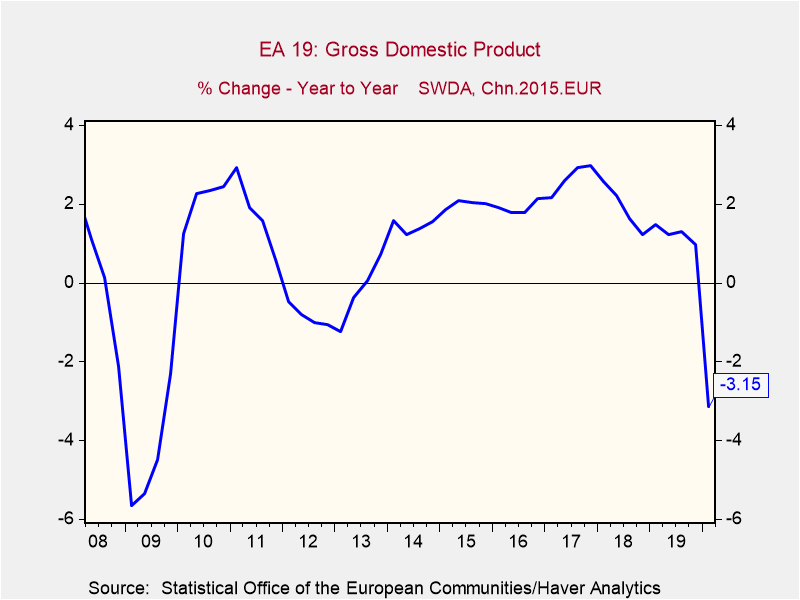 EA 19: Gross Domestic Product
% Change - Year to Year SWDA, Chn.2015.EUR
4 4
2 2
0 0
-2 -2
-3.15
-4 -4
-6 -6
08 09 10 11 12 13 14 15 16 17 18 19
Source: Statistical Office of the European Communities/Haver Analytics